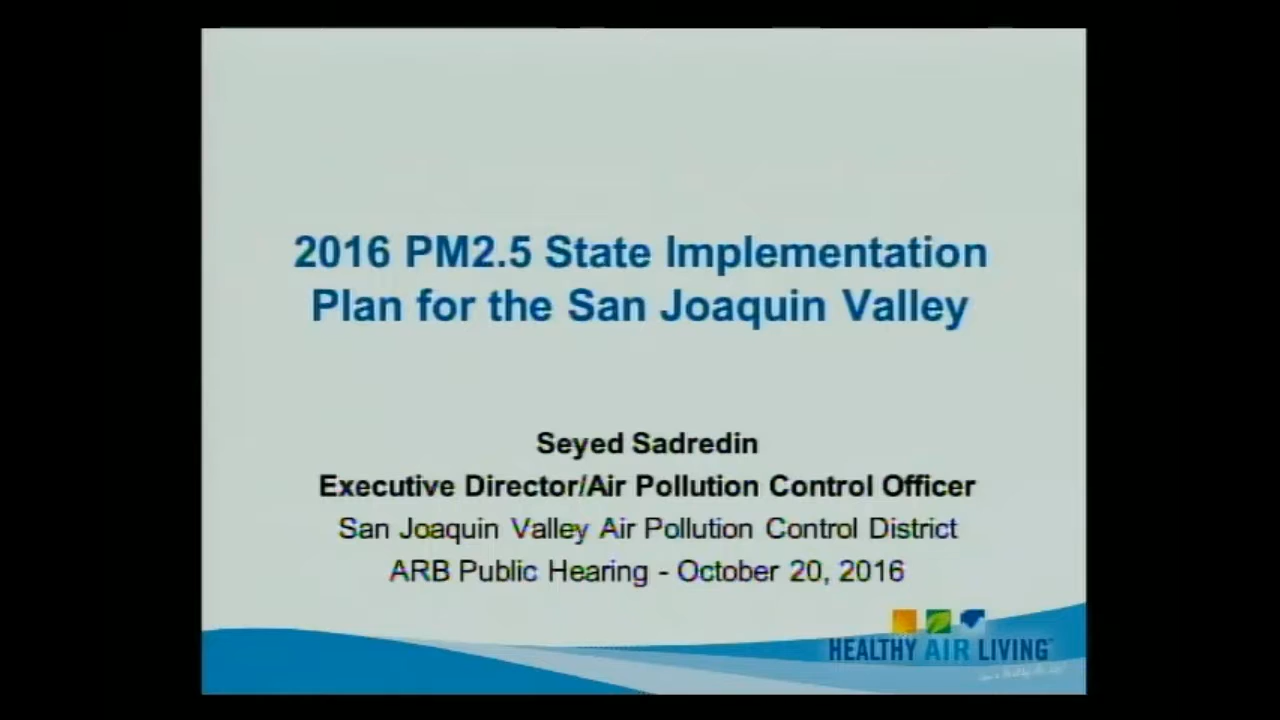 2016 PM2.5 State Implementation
Plan for the San Joaquin Valley
Seyed Sadredin
Executive Director/Air Pollution Control Officer
San Joaquin Valley Air Pollution Control District
ARB Public Hearing - October 20, 2016
HEALTHY AIR LIVING